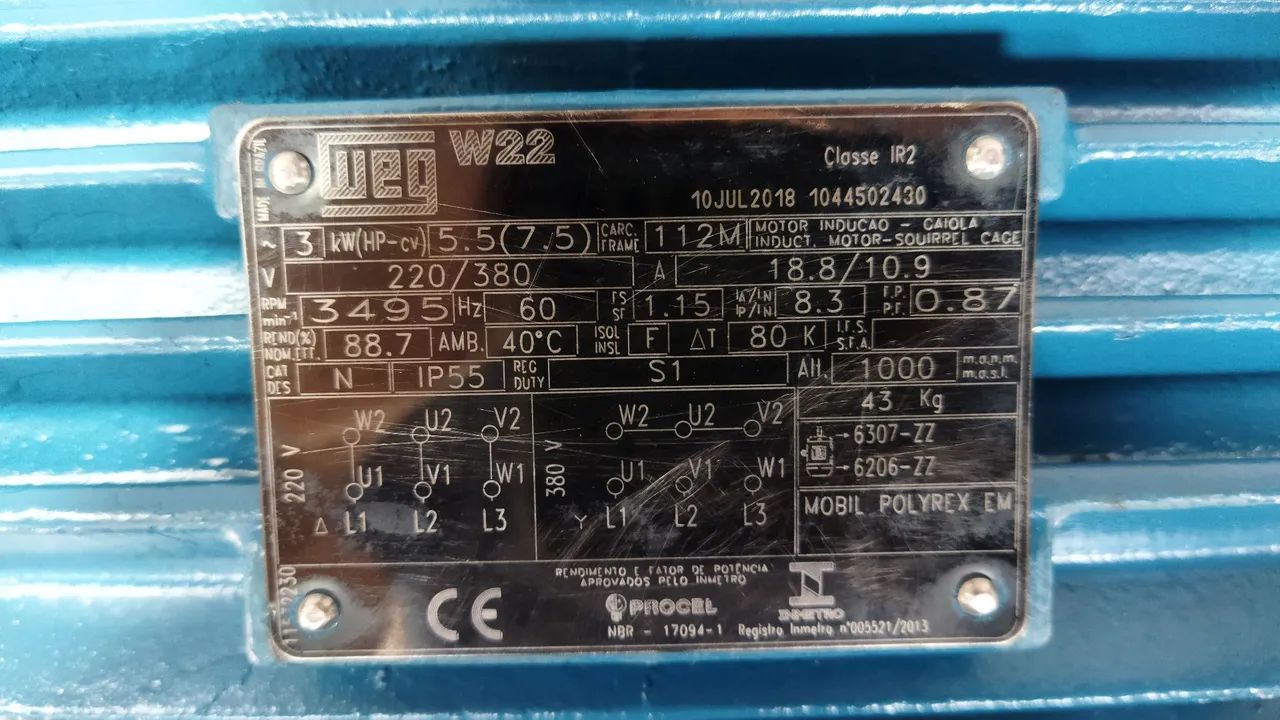 WEG W22
Classe IR2
MADE IN BRAZIL
10JUL2018 1044502430
~ 3 kW(HP-cv) 5.5(7.5) CARC. FRAME 112M MOTOR INDUCAO - GAIOLA
INDUCT. MOTOR-SQUIRREL CAGE
V 220/380 A 18.8/10.9
RPM min-1 3495 Hz 60 FS SF 1.15 IA/IN IP/IN 8.3 F.P. P.F. 0.87
REND(%) NOM.EFF. 88.7 AMB. 40°C ISOL INSL F ΔT 80 K I.F.S. S.F.A.
CAT DES N IP55 REG DUTY S1 Alt. 1000 m.a.n.m. m.a.s.l.
43 Kg
220 V
W2 U2 V2
U1 V1 W1
Δ L1 L2 L3
380 V
W2 U2 V2
U1 V1 W1
Y L1 L2 L3
6307-ZZ
6206-ZZ
MOBIL POLYREX EM
RENDIMENTO E FATOR DE POTÊNCIA
APROVADOS PELO INMETRO
CE
PROCEL
INMETRO
NBR - 17094-1 Registro Inmetro n°005521/2013